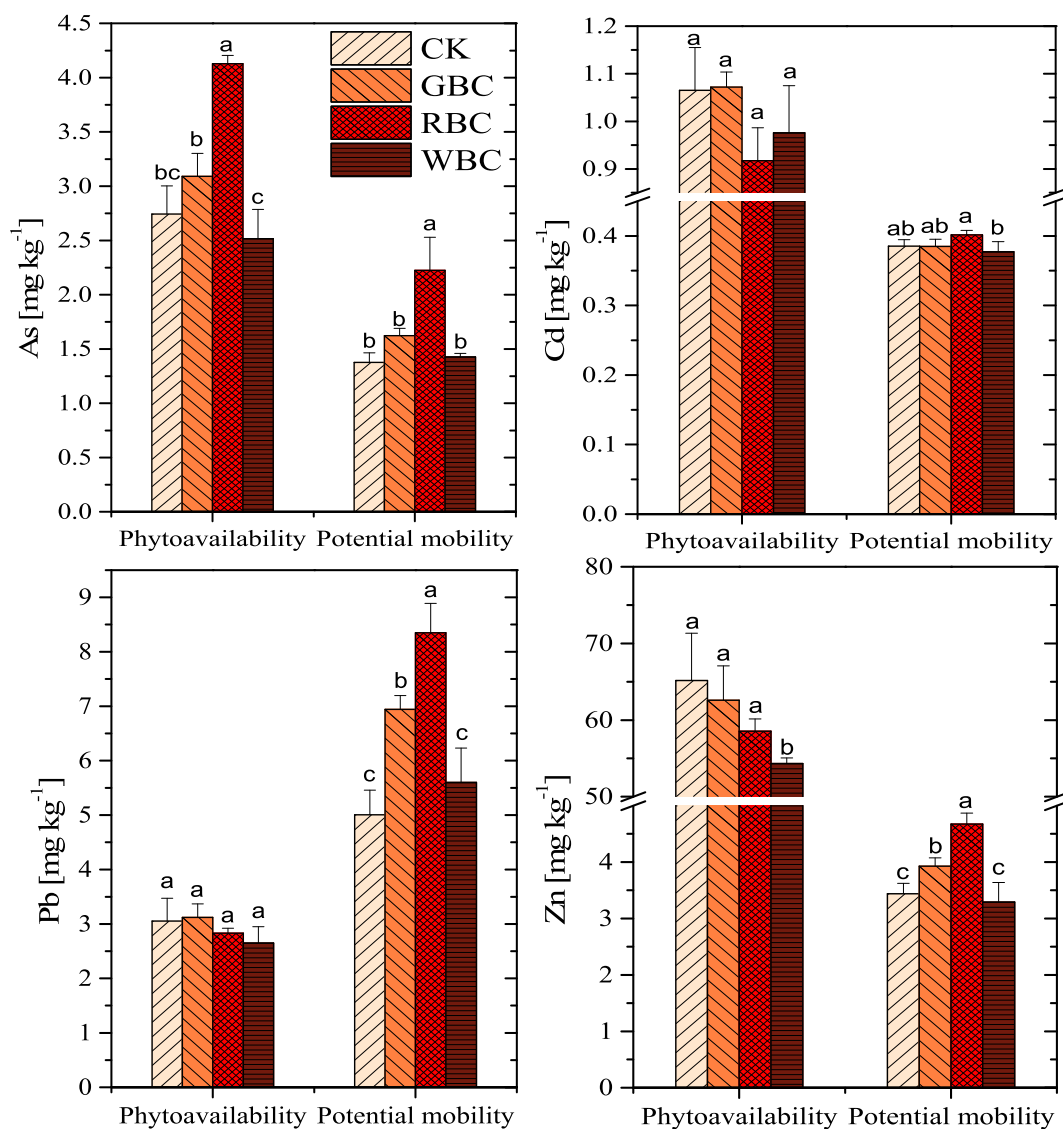 4.5
4.0
3.5
3.0
2.5
2.0
1.5
1.0
0.5
0.0
As [mg kg⁻¹]
CK
GBC
RBC
WBC
bc
b
a
c
b
b
a
b
Phytoavailability
Potential mobility
1.2
1.1
1.0
0.9
0.4
0.3
0.2
0.1
0.0
Cd [mg kg⁻¹]
a
a
a
a
ab
ab
a
b
Phytoavailability
Potential mobility
9
8
7
6
5
4
3
2
1
0
Pb [mg kg⁻¹]
a
a
a
a
c
b
a
c
Phytoavailability
Potential mobility
80
70
60
50
4
3
2
1
0
Zn [mg kg⁻¹]
a
a
a
b
c
b
a
c
Phytoavailability
Potential mobility